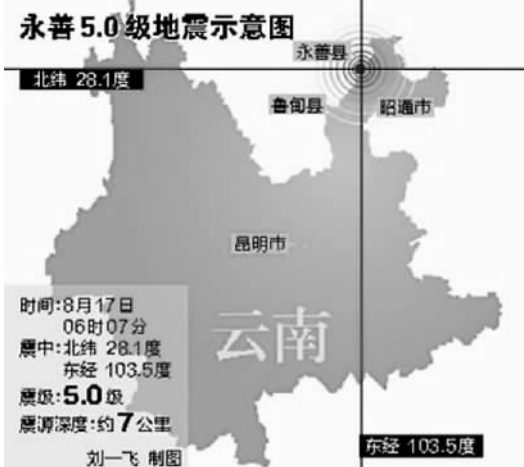 永善5.0级地震示意图
永善县
北纬 28.1度
鲁甸县
昭通市
昆明市
云南
时间:8月17日
06时07分
震中:北纬 28.1度
东经 103.5度
震级:5.0级
震源深度:约7公里
刘一飞 制图
东经 103.5度